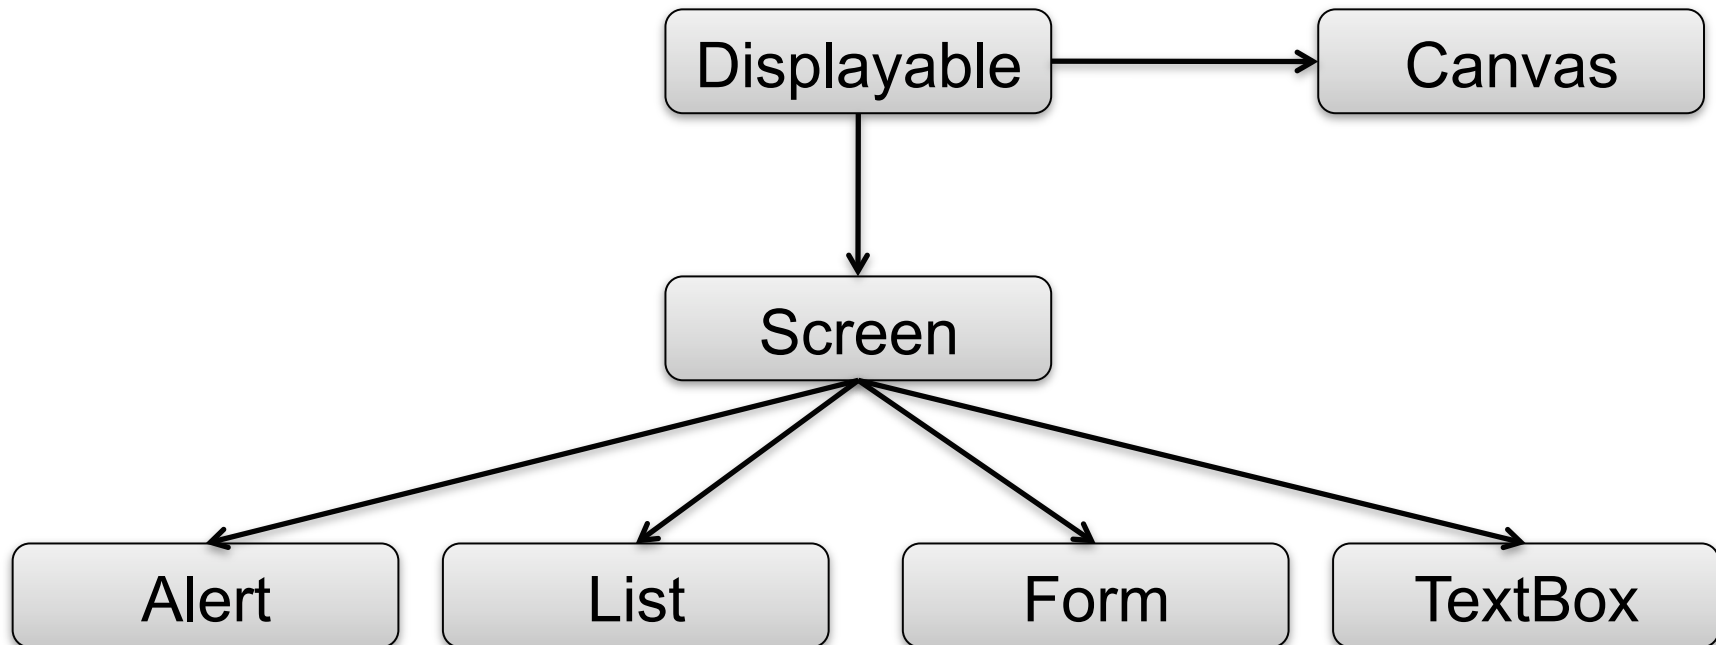 Displayable
Canvas
Screen
Alert
List
Form
TextBox